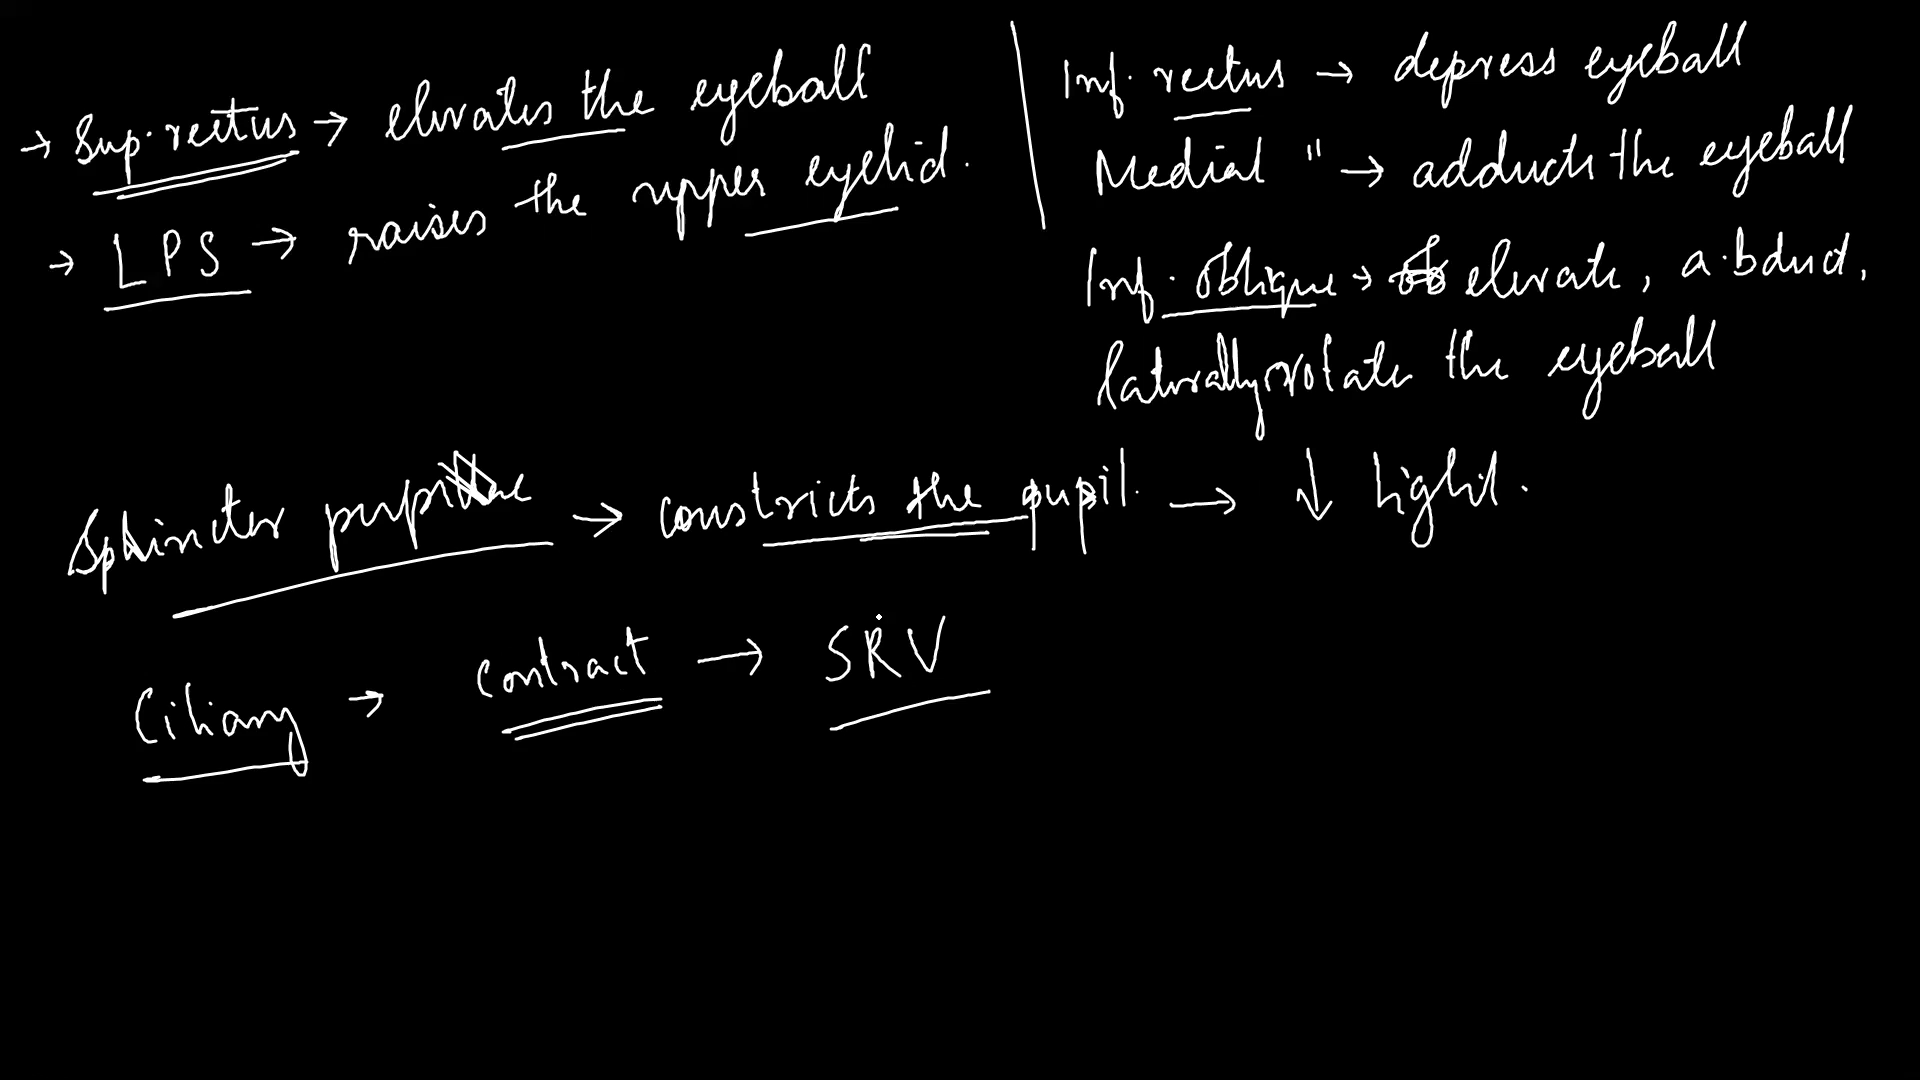 → Sup. rectus → elevates the eyeball
→ LPS → raises the upper eyelid.
Inf. rectus → depress eyeball
Medial " → adducts the eyeball
Inf. oblique → elevate, abduct,
laterally rotate the eyeball
Sphincter pupillae → constricts the pupil. → ↓ light.
Ciliary → contract → SRV